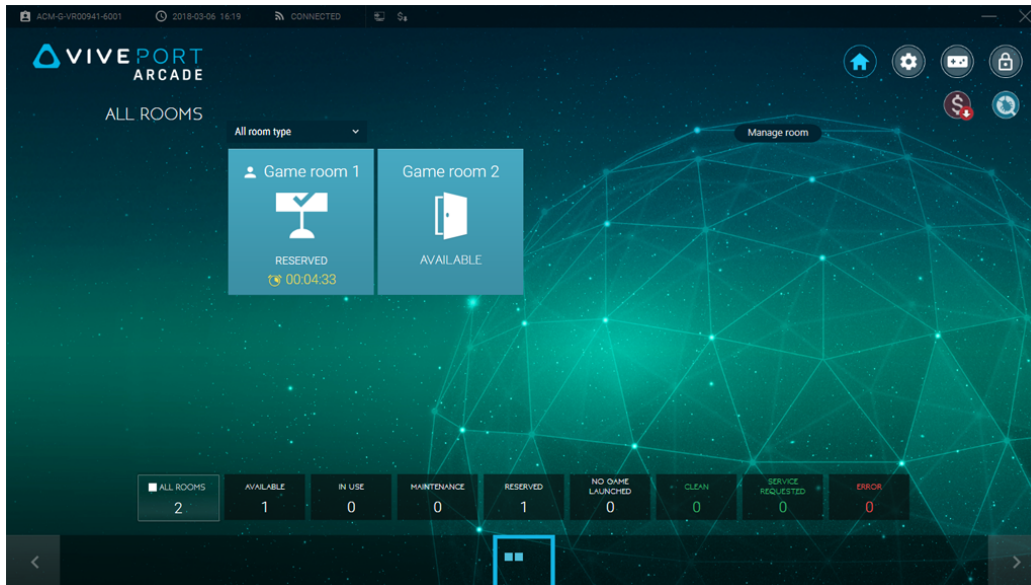 ACM-G-VR00941-6001 2018-03-06 16:19 CONNECTED
VIVEPORT
ARCADE
ALL ROOMS
All room type
Manage room
Game room 1
RESERVED
00:04:33
Game room 2
AVAILABLE
ALL ROOMS
2
AVAILABLE
1
IN USE
0
MAINTENANCE
0
RESERVED
1
NO GAME
LAUNCHED
0
CLEAN
0
SERVICE
REQUESTED
0
ERROR
0